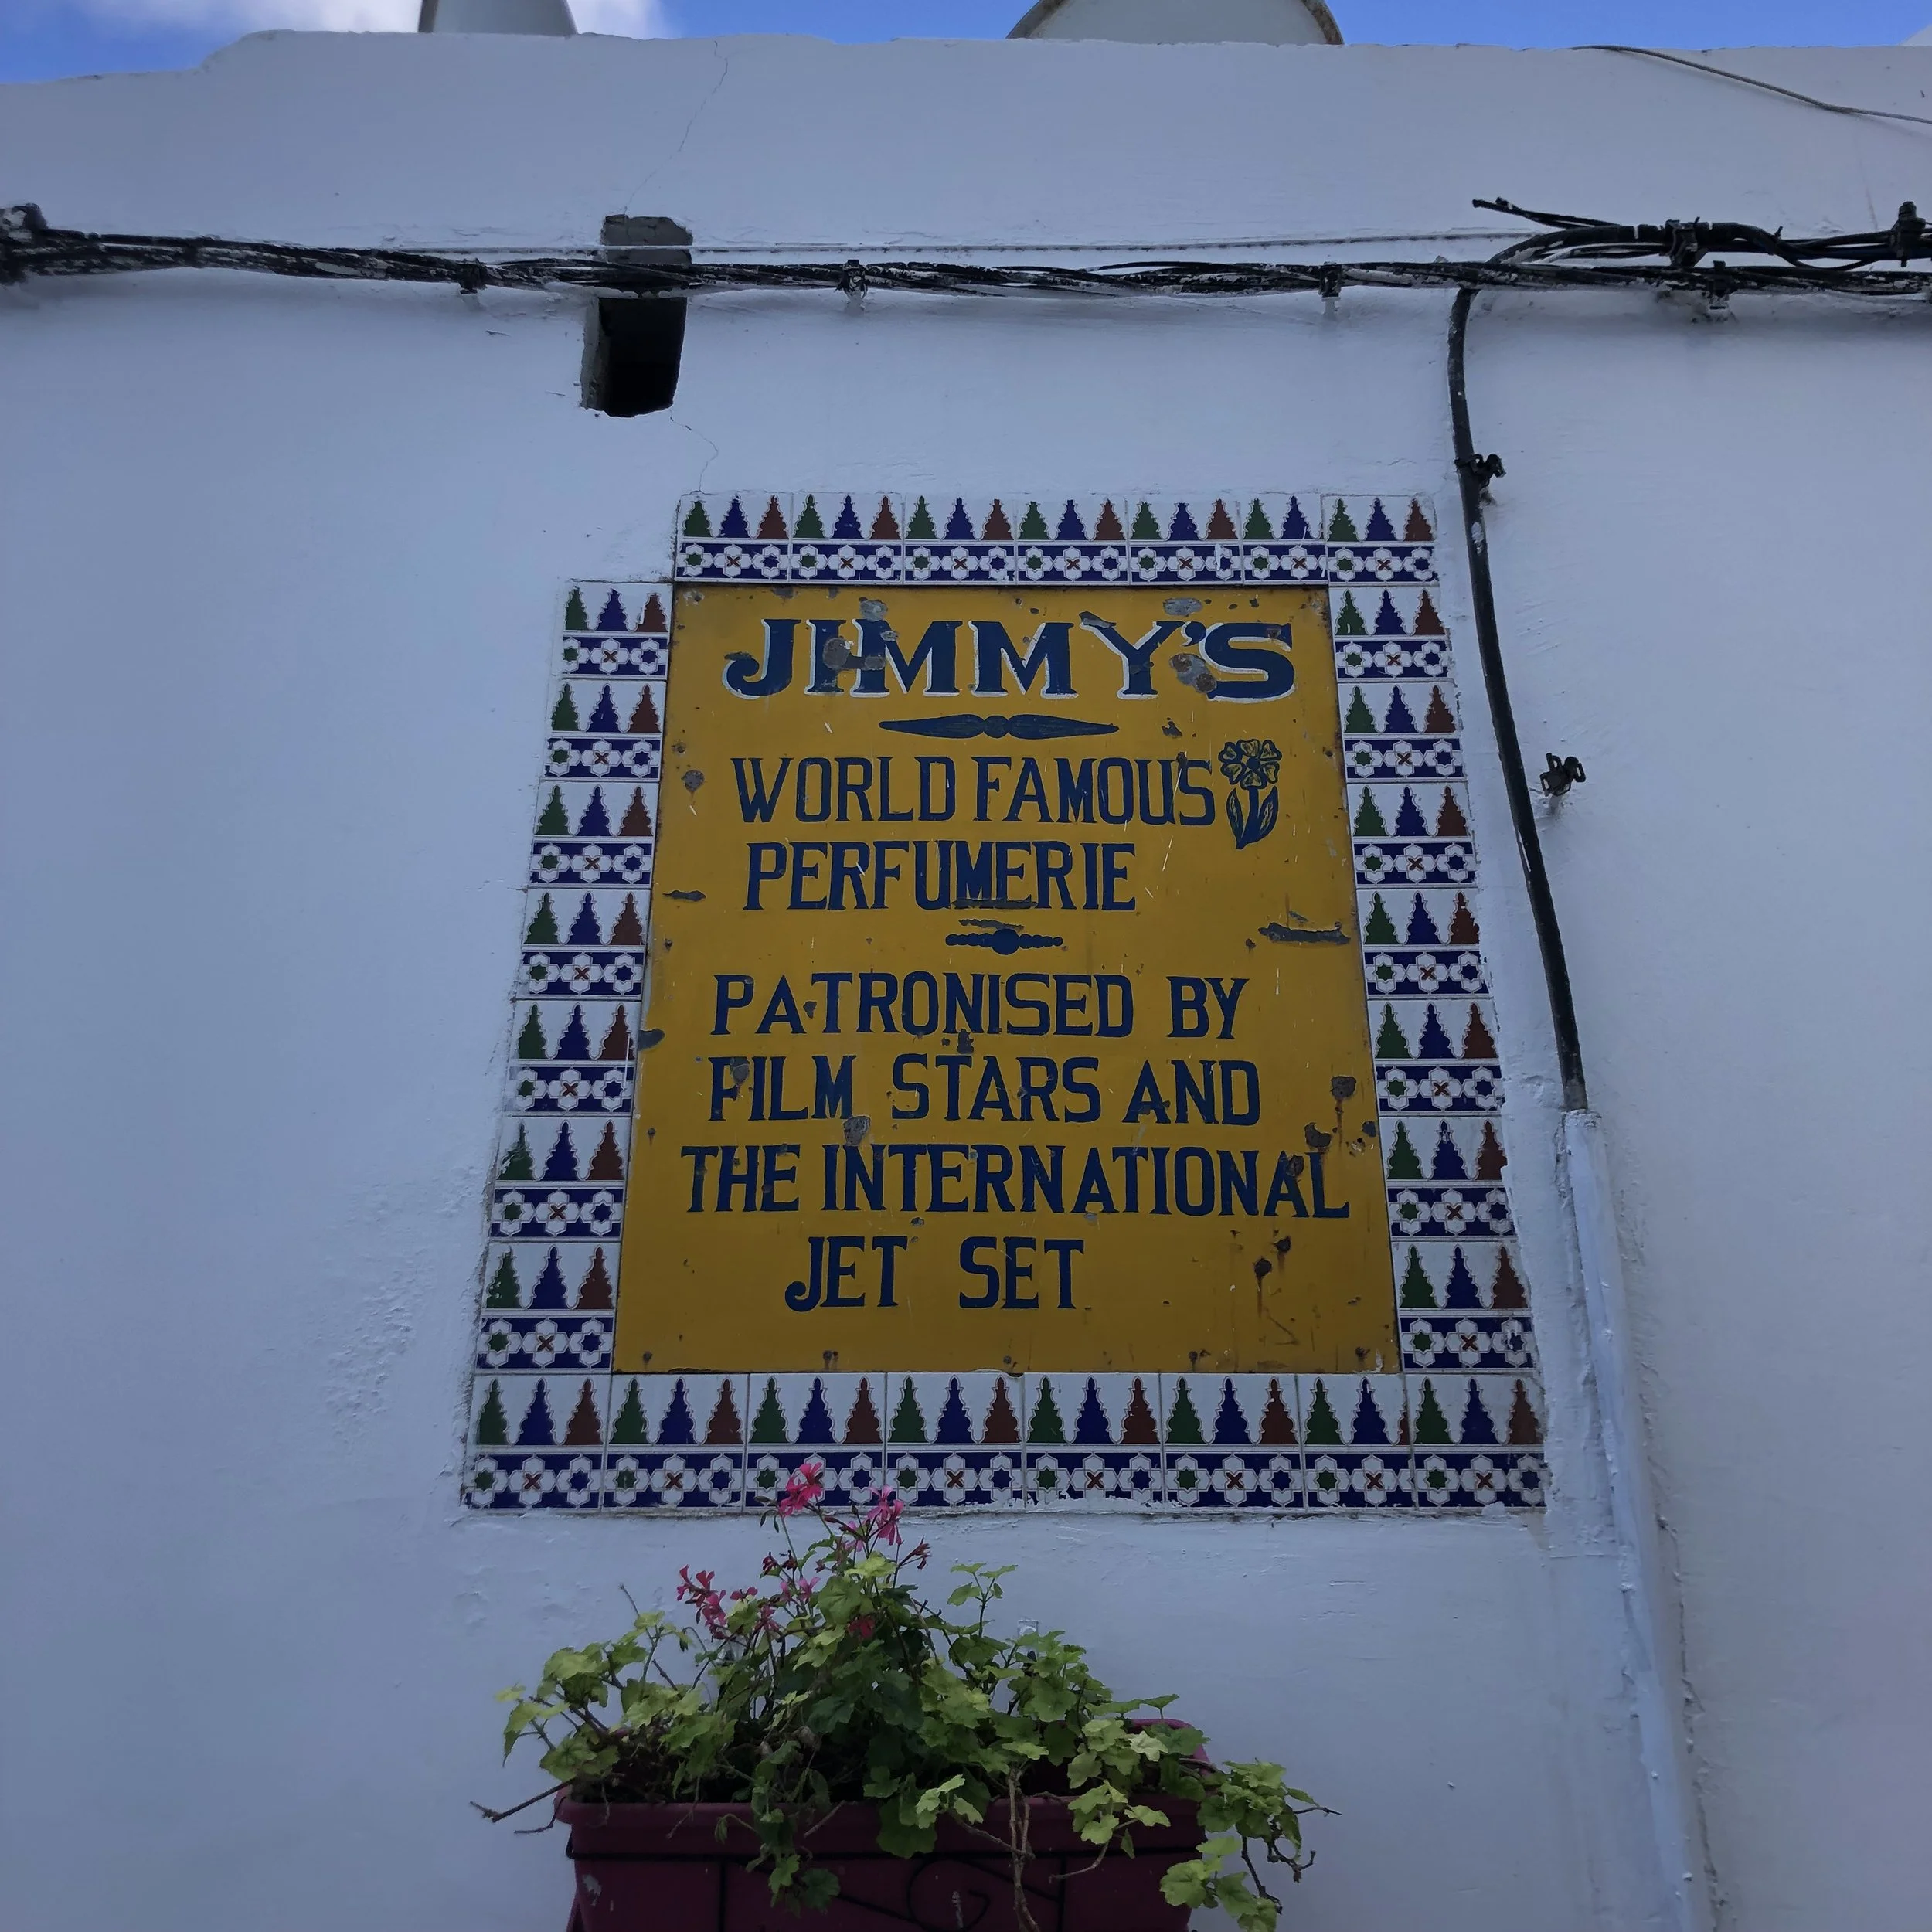 JIMMY'S
WORLD FAMOUS
PERFUMERIE
PATRONISED BY
FILM STARS AND
THE INTERNATIONAL
JET SET